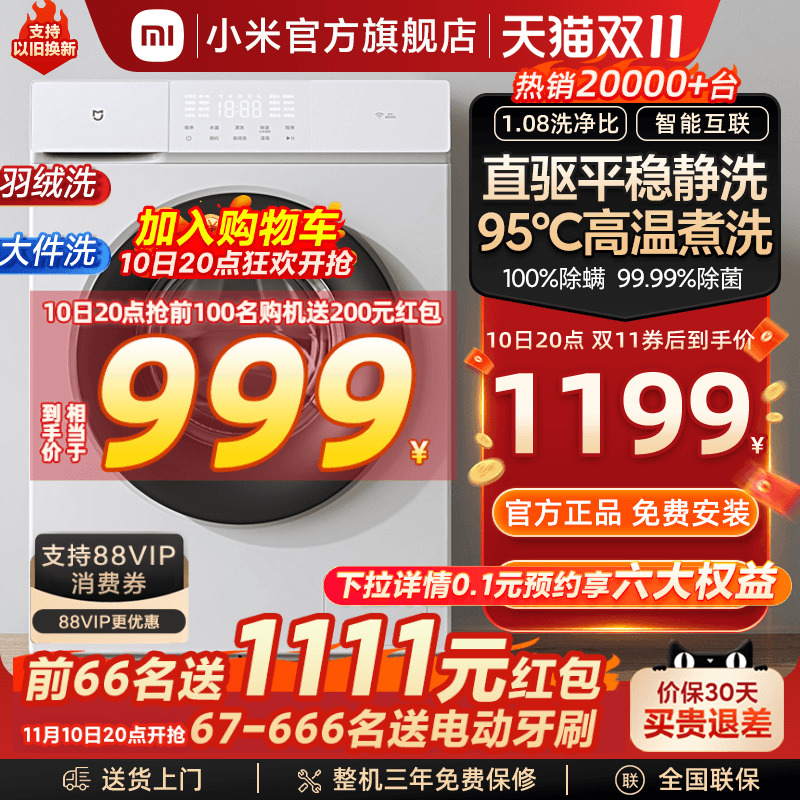 支持
以旧换新
小米官方旗舰店
天猫双11
热销20000+台
1.08洗净比
智能互联
直驱平稳静洗
95℃高温煮洗
100%除螨 99.99%除菌
18:88
羽绒洗
大件洗
加入购物车
10日20点狂欢开抢
10日20点抢前100名购机送200元红包
相当于
到手价
999¥
10日20点 双11券后到手价
1199¥
官方正品 免费安装
支持88VIP
消费券
88VIP更优惠
下拉详情0.1元预约享六大权益
前66名送1111元红包
11月10日20点开抢67-666名送电动牙刷
价保30天
买贵退差
送货上门
整机三年免费保修
联 全国联保